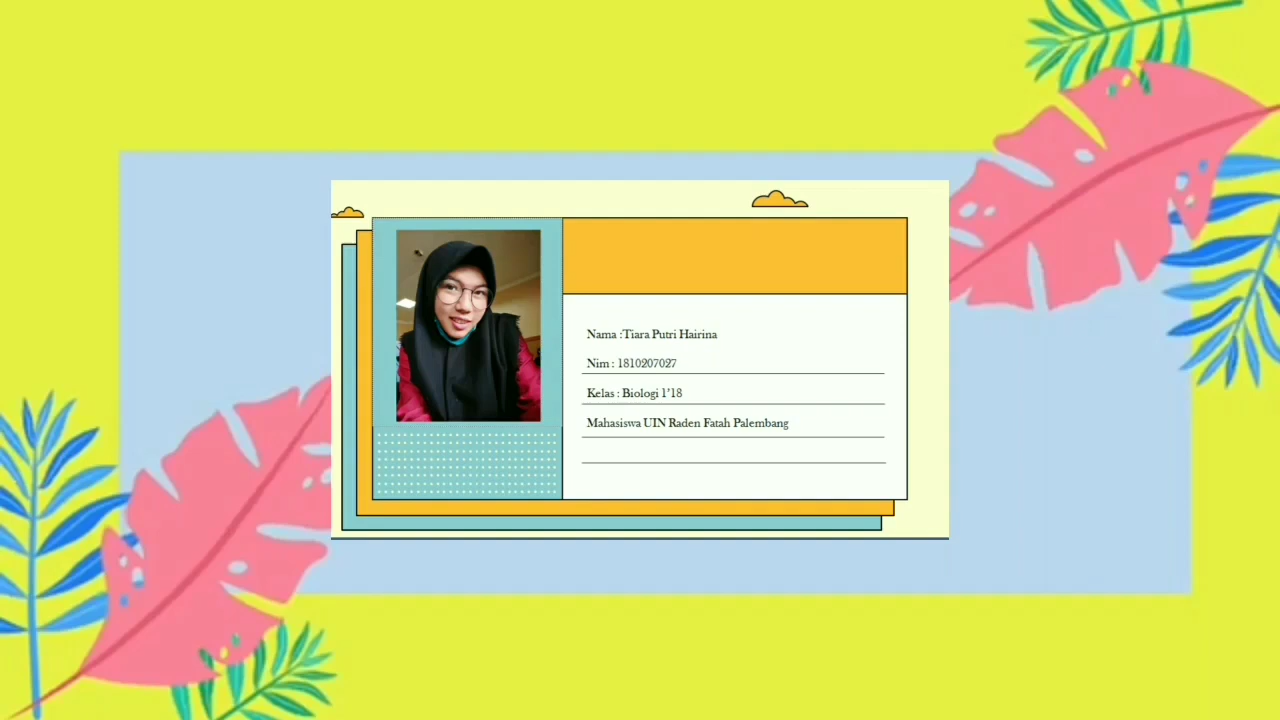 Nama :Tiara Putri Hairina
Nim : 1810207027
Kelas : Biologi 1'18
Mahasiswa UIN Raden Fatah Palembang